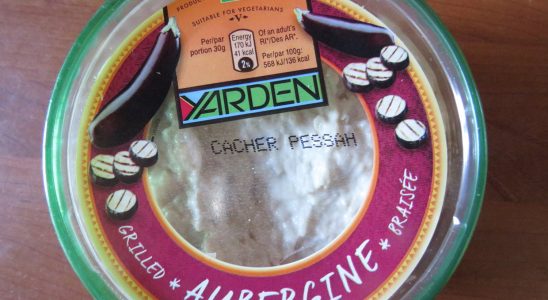 SUITABLE FOR VEGETARIANS
-V-
Per/par
portion 30g
Energy
170 kJ
41 kcal
2%
Of an adult's
RI*/Des AR*.
Per/par 100g:
568 kJ/136 kcal
YARDEN
CACHER PESSAH
GRILLED * AUBERGINE * BRAISÉE